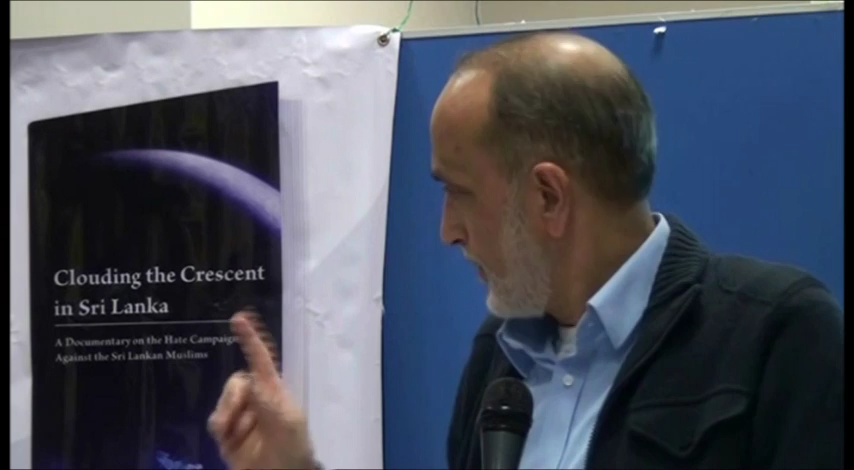 Clouding the Crescent
in Sri Lanka
A Documentary on the Hate Campaign
Against the Sri Lankan Muslims